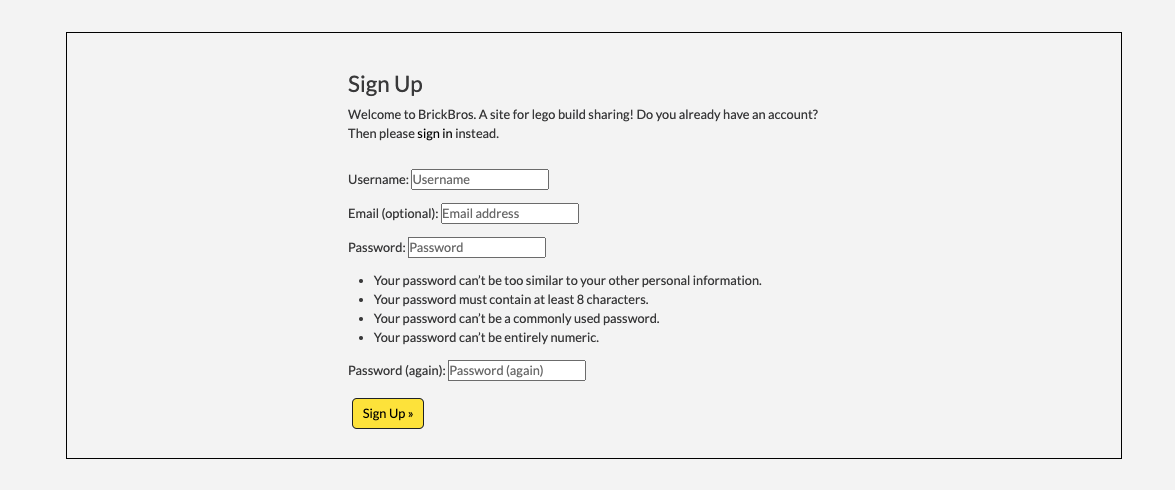 Sign Up
Welcome to BrickBros. A site for lego build sharing! Do you already have an account?
Then please sign in instead.
Username: Username
Email (optional): Email address
Password: Password
• Your password can’t be too similar to your other personal information.
• Your password must contain at least 8 characters.
• Your password can’t be a commonly used password.
• Your password can’t be entirely numeric.
Password (again): Password (again)
Sign Up »